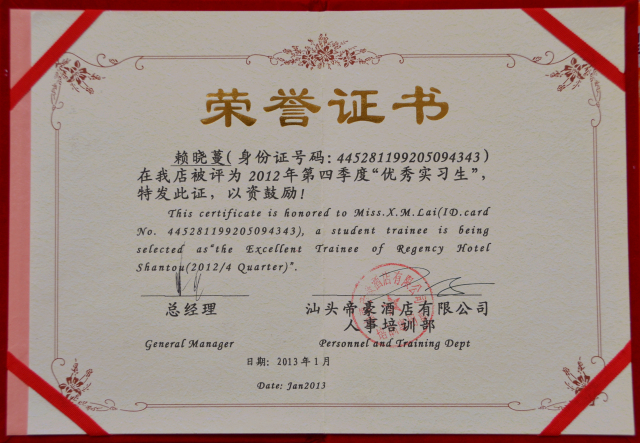 荣誉证书
赖晓蔓(身份证号码:445281199205094343)
在我店被评为2012年第四季度“优秀实习生”,
特发此证,以资鼓励!
This certificate is honored to Miss.X.M.Lai(ID.card
No. 445281199205094343), a student trainee is being
selected as“the Excellent Trainee of Regency Hotel
Shantou(2012/4 Quarter)”.
总经理
汕头帝豪酒店有限公司
人事培训部
General Manager
Personnel and Training Dept
日期:2013年1月
Date: Jan2013